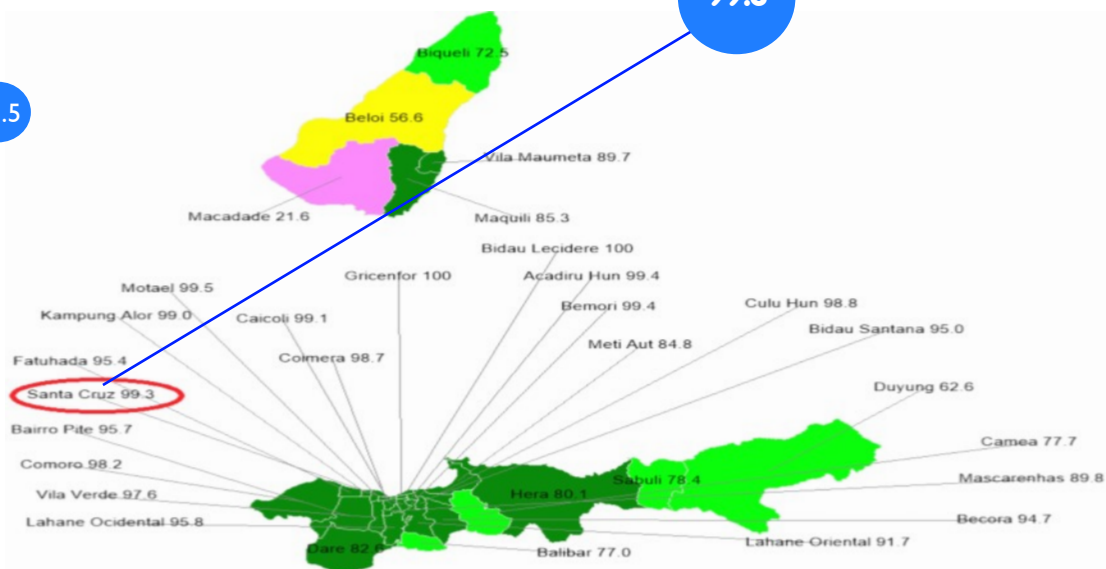 Biqueli 72.5
.5
Beloi 56.6
Vila Maumeta 89.7
Macadade 21.6
Maquili 85.3
Bidau Lecidere 100
Gricenfor 100
Acadiru Hun 99.4
Motael 99.5
Bemori 99.4
Culu Hun 98.8
Kampung Alor 99.0
Caicoli 99.1
Bidau Santana 95.0
Meti Aut 84.8
Fatuhada 95.4
Coimera 98.7
Santa Cruz 99.3
Duyung 62.6
Bairro Pite 95.7
Camea 77.7
Comoro 98.2
Sabuli 78.4
Mascarenhas 89.8
Vila Verde 97.6
Hera 80.1
Becora 94.7
Lahane Ocidental 95.8
Lahane Oriental 91.7
Dare
Balibar 77.0